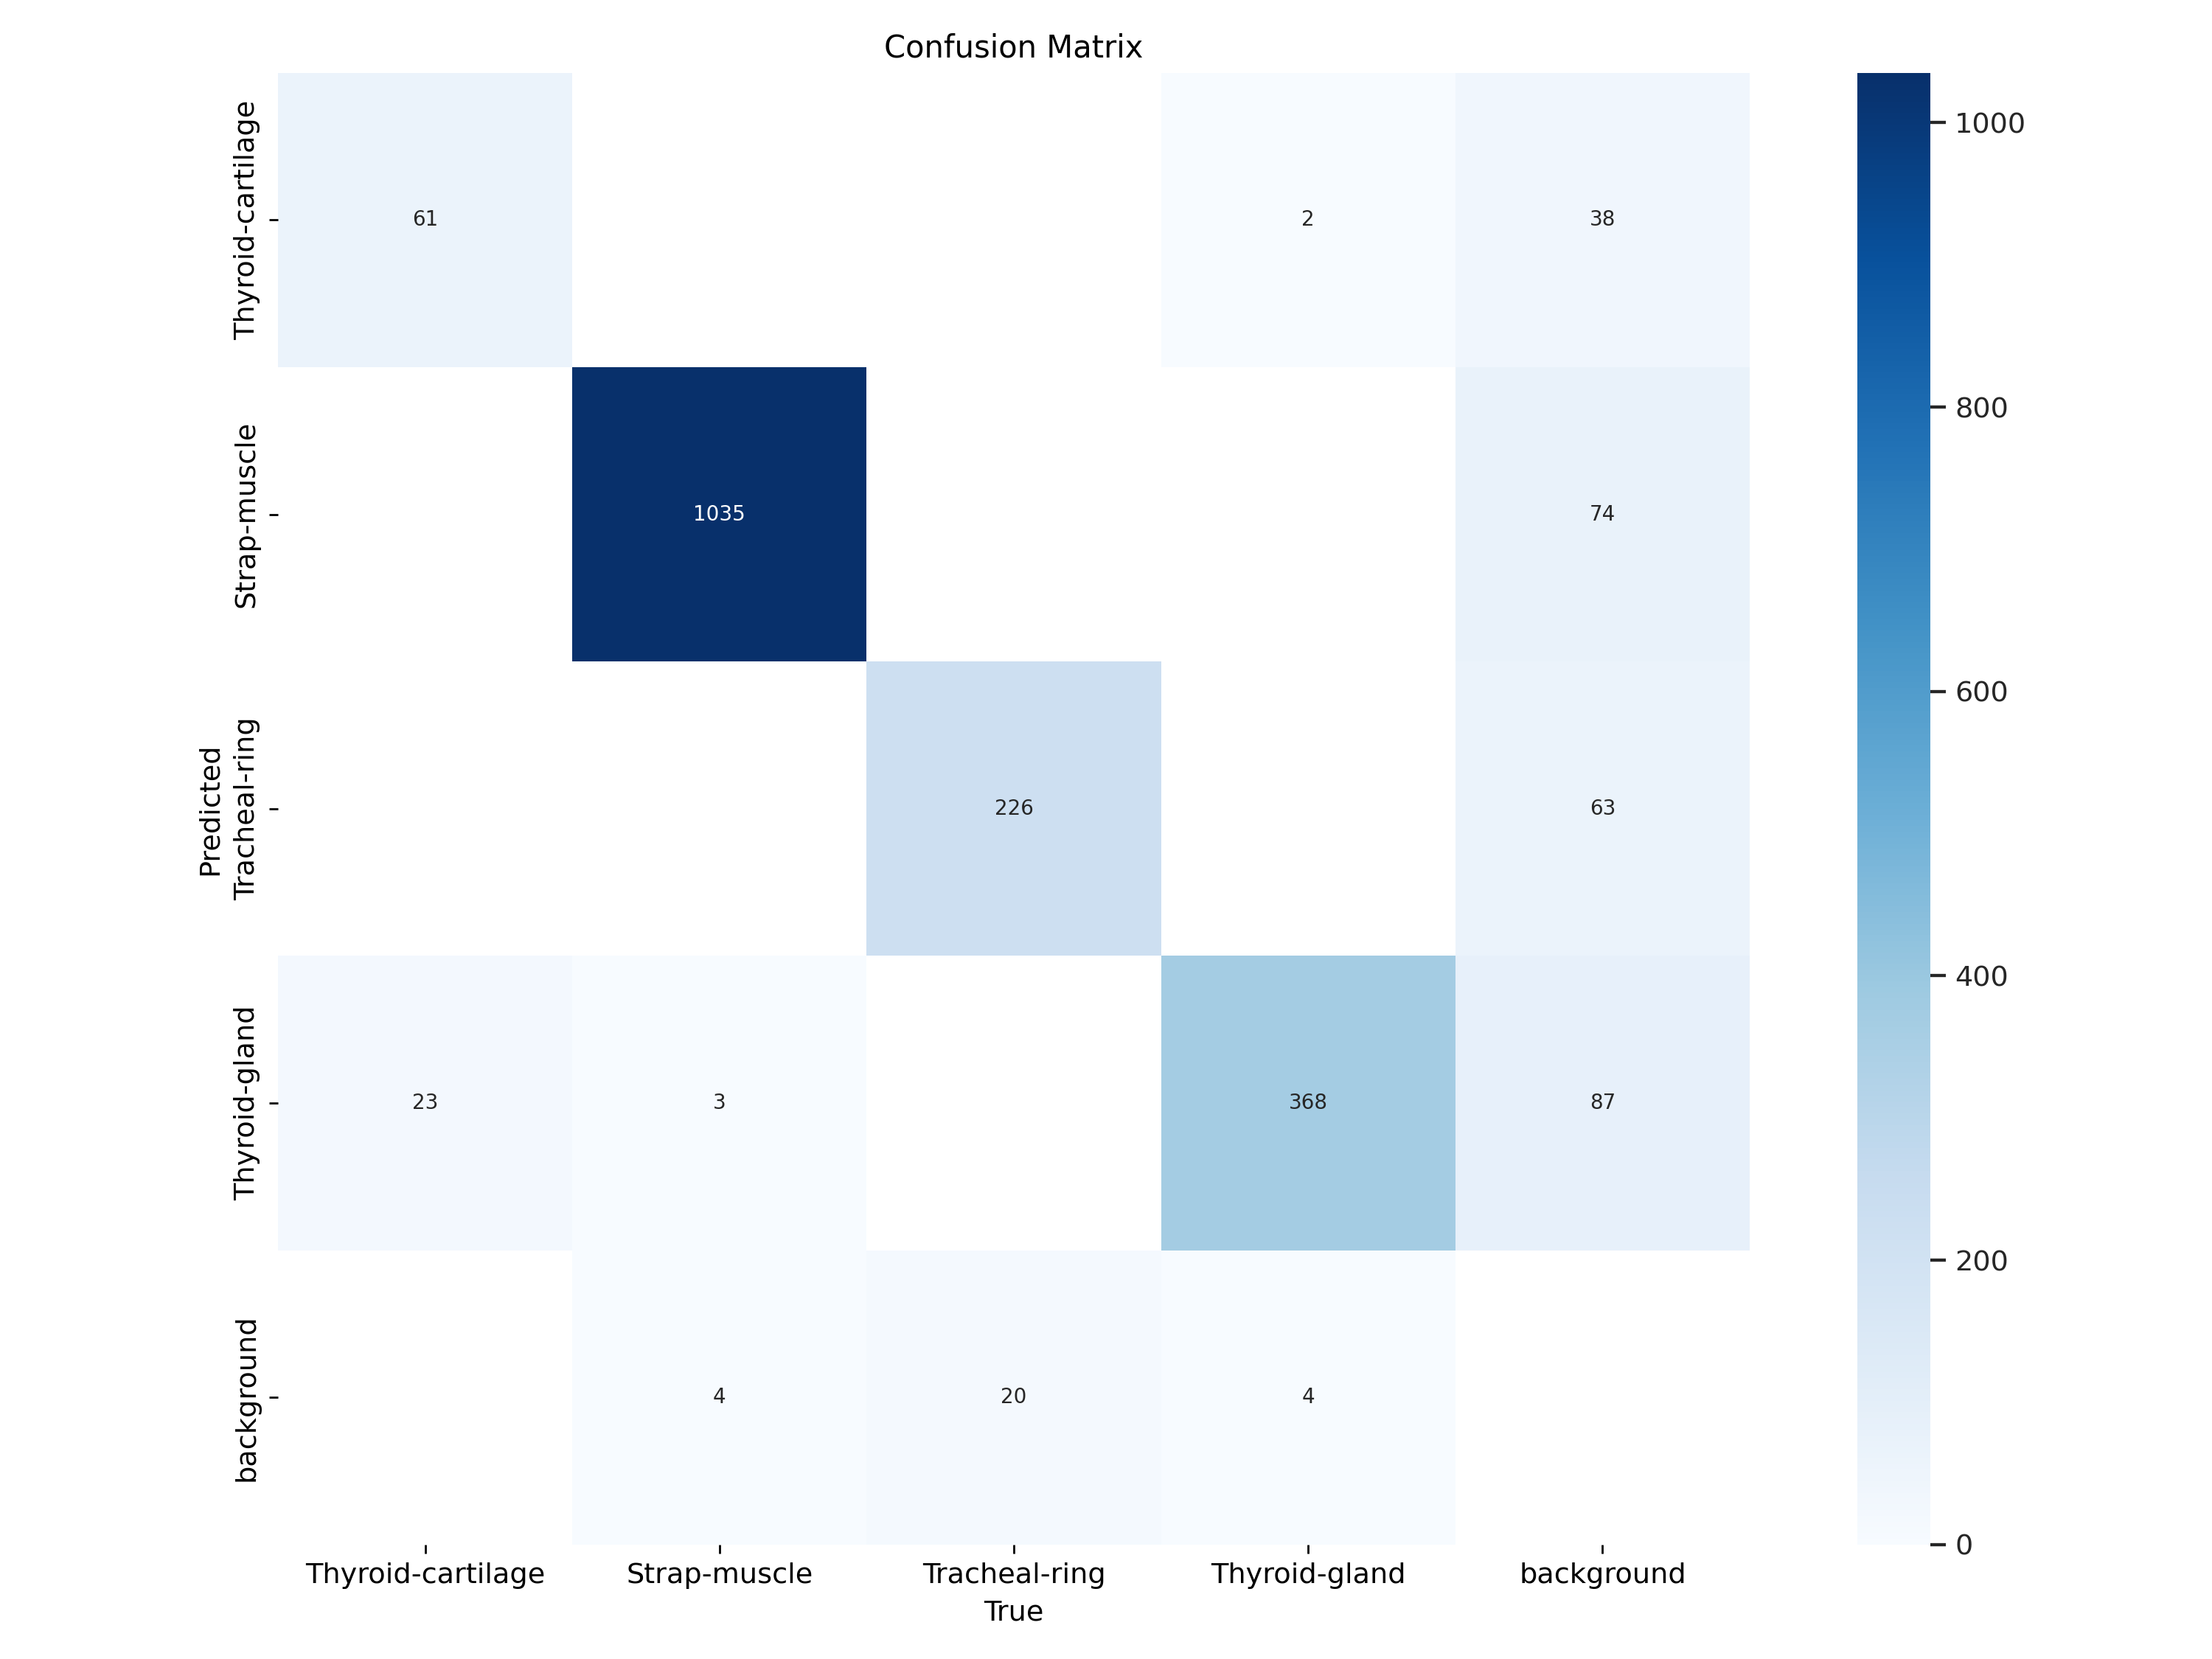 Confusion Matrix
Predicted
Thyroid-cartilage
61
2
38
Strap-muscle
1035
74
Tracheal-ring
226
63
Thyroid-gland
23
3
368
87
background
4
20
4
Thyroid-cartilage
Strap-muscle
Tracheal-ring
Thyroid-gland
background
True
1000
800
600
400
200
0